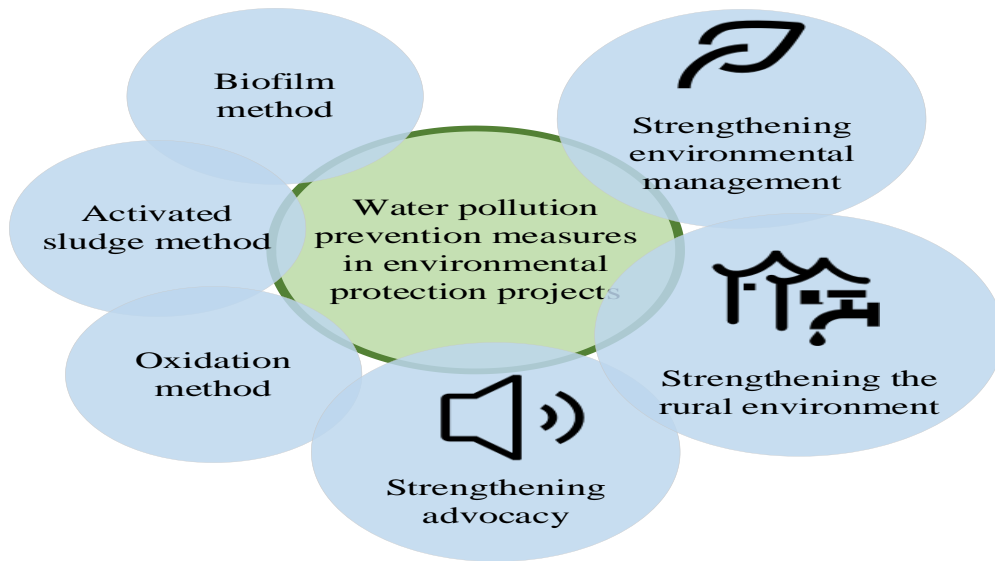 Biofilm
method
Activated
sludge method
Oxidation
method
Water pollution
prevention measures
in environmental
protection projects
Strengthening
environmental
management
Strengthening the
rural environment
Strengthening
advocacy